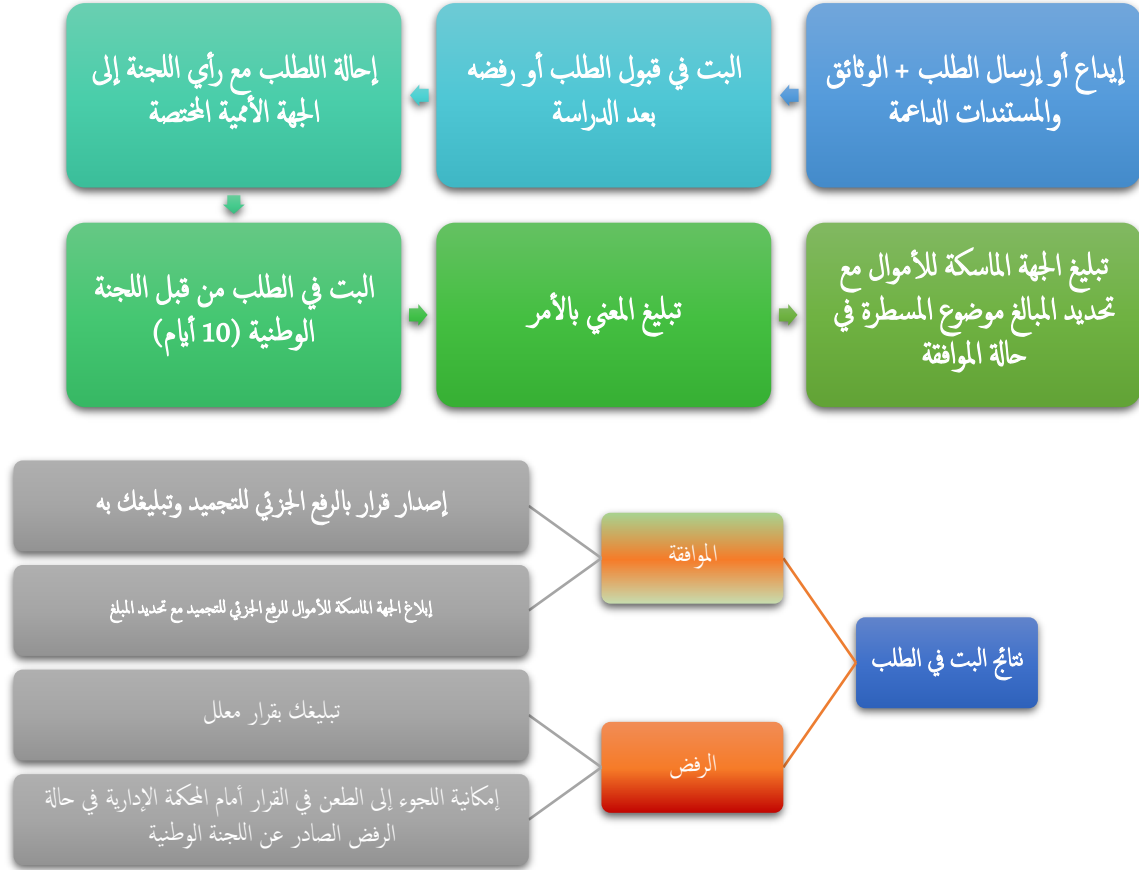 إيداع أو إرسال الطلب + الوثائق
والمستندات الداعمة
البت في قبول الطلب أو رفضه
بعد الدراسة
إحالة اللطلب مع رأي اللجنة إلى
الجهة الأممية المختصة
البت في الطلب من قبل اللجنة
الوطنية (10 أيام)
تبليغ المعني بالأمر
تبليغ الجهة الماسكة للأموال مع
تحديد المبالغ موضوع المسطرة في
حالة الموافقة
نتائج البت في الطلب
الموافقة
إصدار قرار بالرفع الجزئي للتجميد وتبليغك به
إبلاغ الجهة الماسكة للأموال للرفع الجزئي للتجميد مع تحديد المبلغ
الرفض
تبليغك بقرار معلل
إمكانية اللجوء إلى الطعن في القرار أمام المحكمة الإدارية في حالة
الرفض الصادر عن اللجنة الوطنية